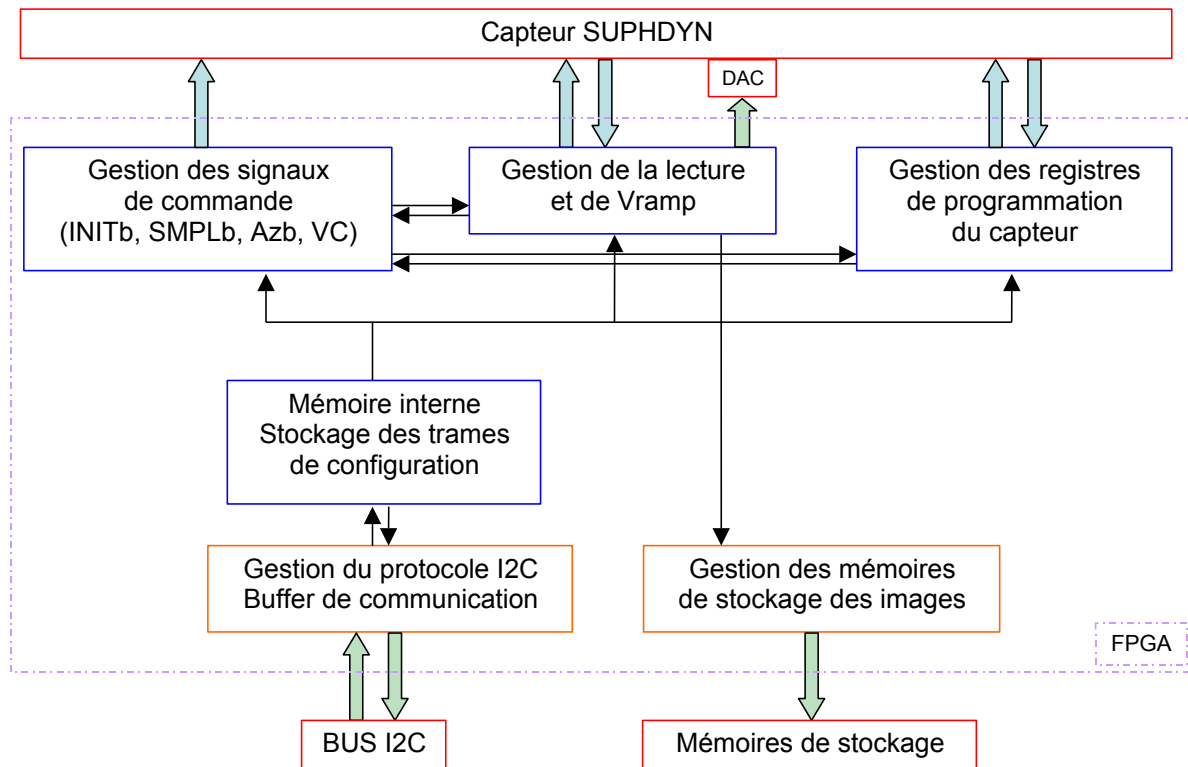 Capteur SUPHDYN
DAC
Gestion des signaux
de commande
(INITb, SMPLb, Azb, VC)
Gestion de la lecture
et de Vramp
Gestion des registres
de programmation
du capteur
Mémoire interne
Stockage des trames
de configuration
Gestion du protocole I2C
Buffer de communication
Gestion des mémoires
de stockage des images
FPGA
BUS I2C
Mémoires de stockage